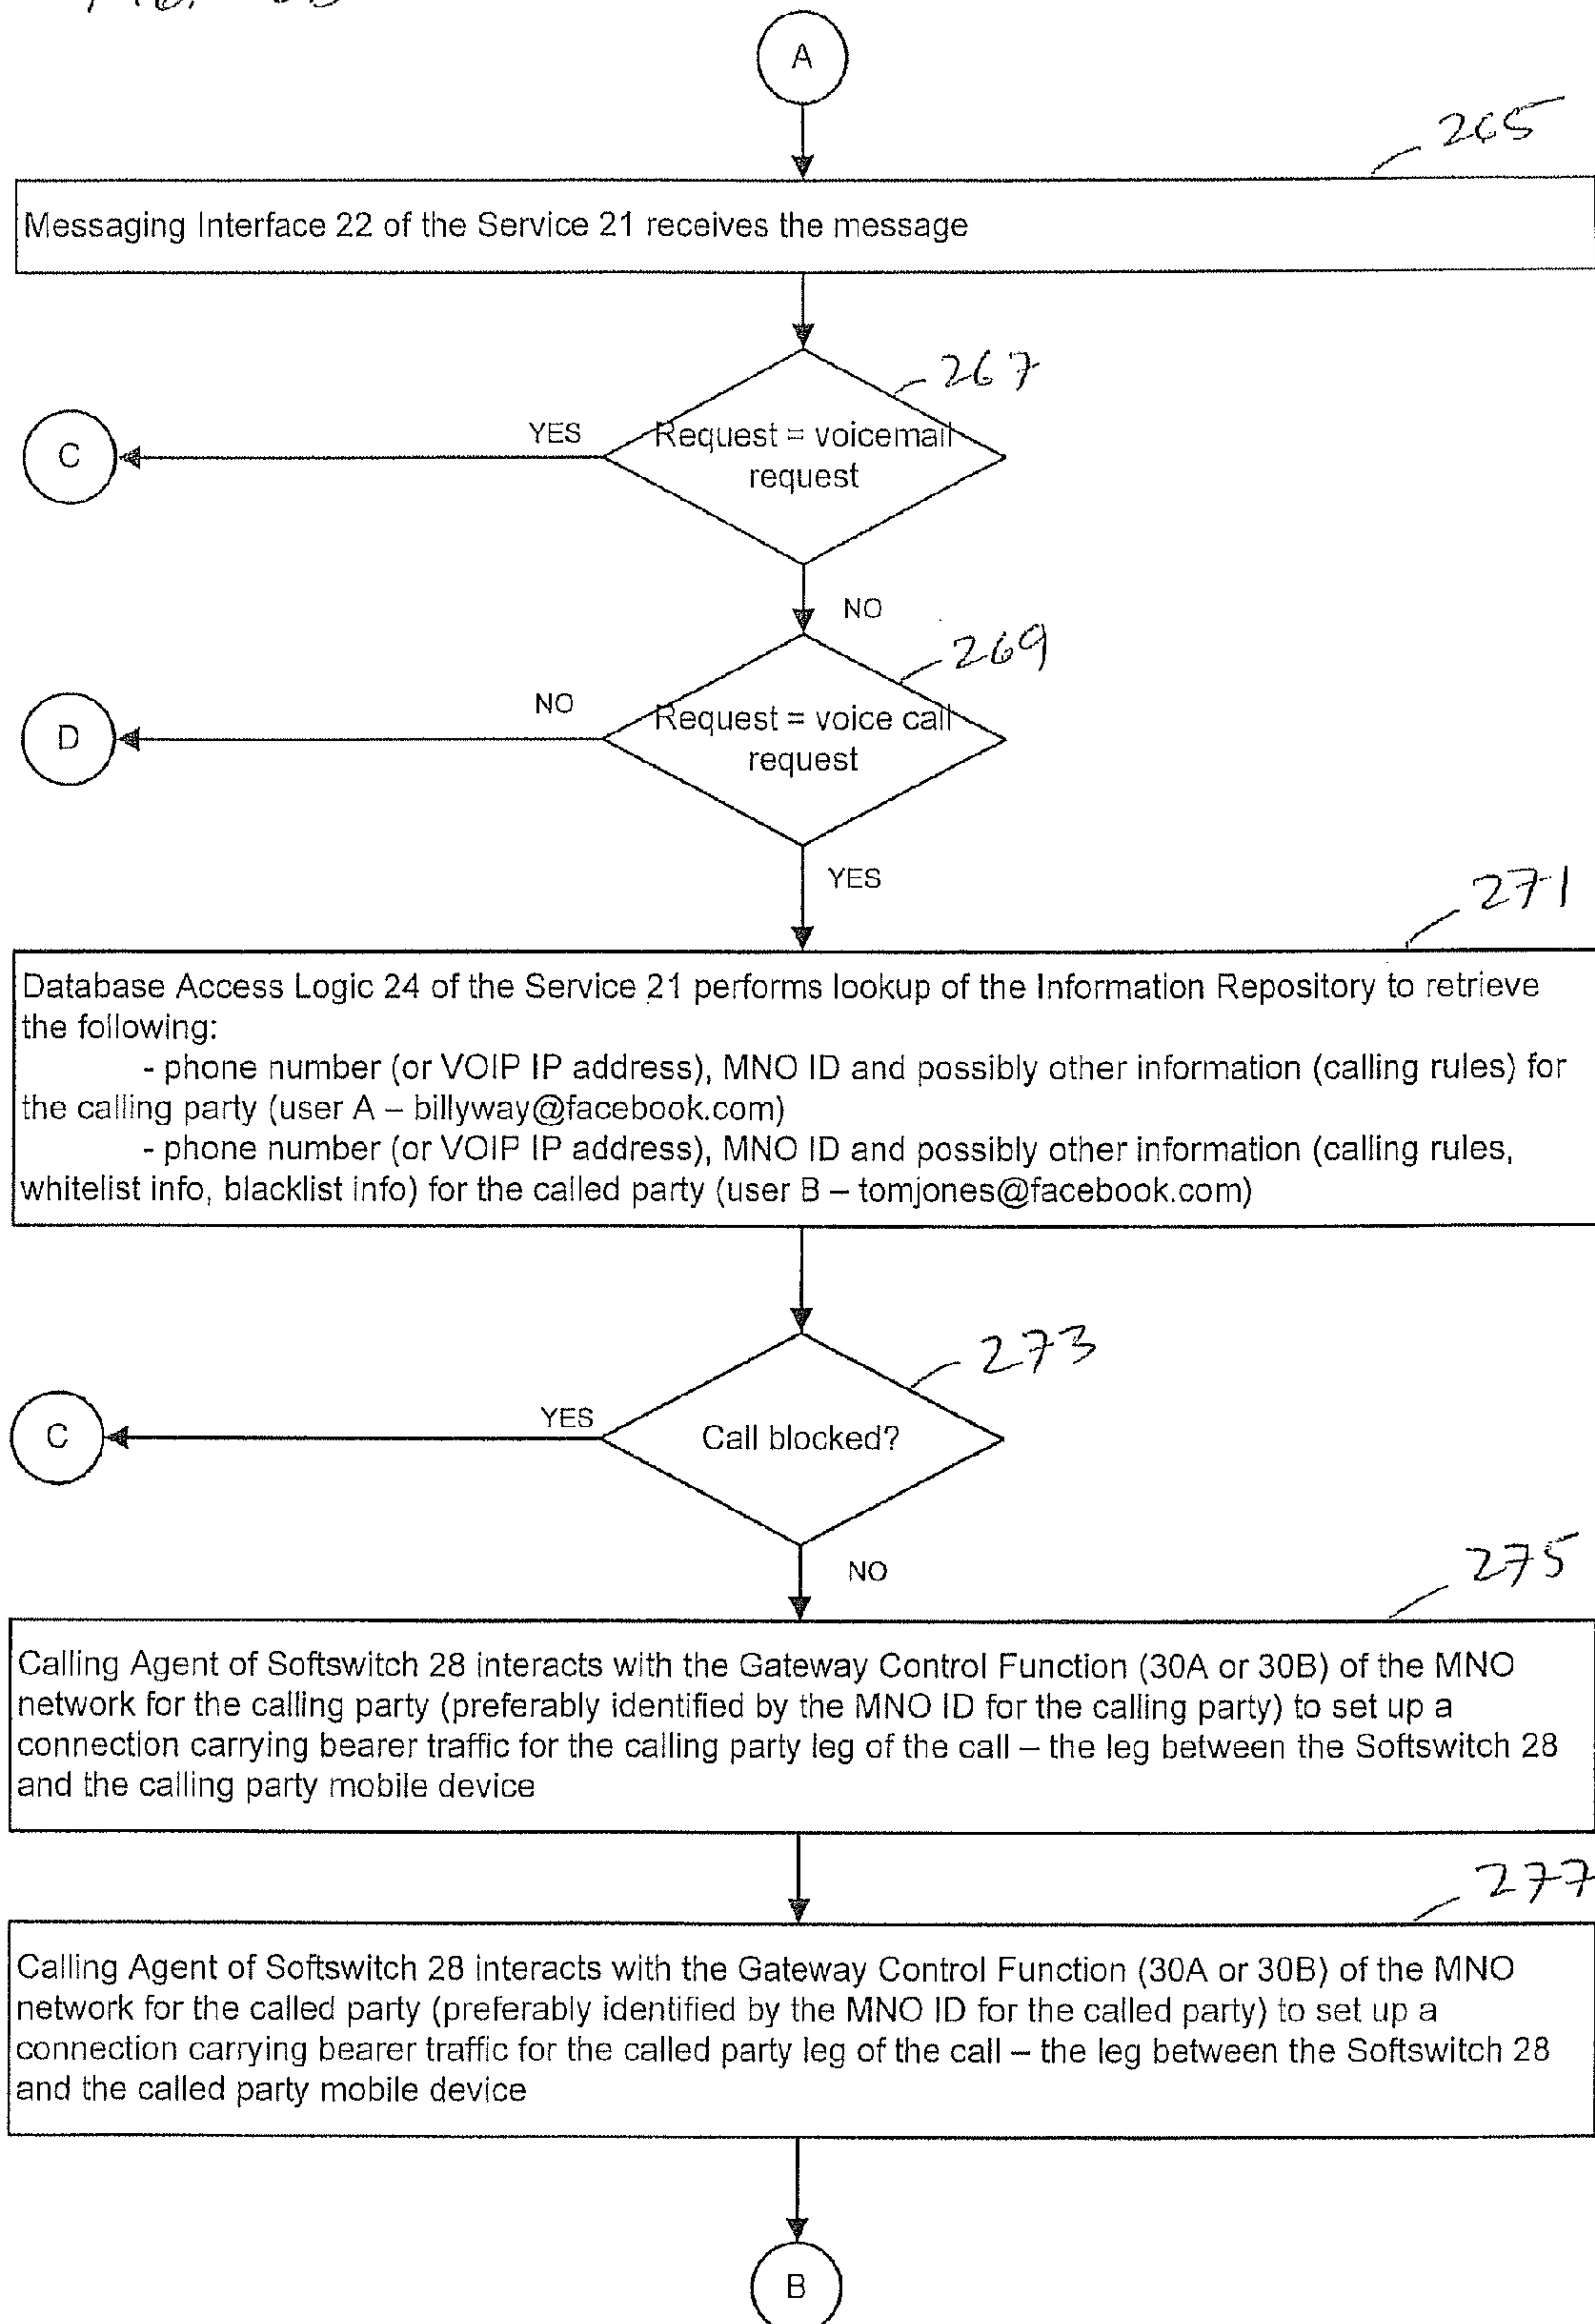 A
265
Messaging Interface 22 of the Service 21 receives the message
267
YES
Request = voicemail
request
C
NO
269
NO
Request = voice call
request
D
YES
271
Database Access Logic 24 of the Service 21 performs lookup of the Information Repository to retrieve
the following:
- phone number (or VOIP IP address), MNO ID and possibly other information (calling rules) for
the calling party (user A – billyway@facebook.com)
- phone number (or VOIP IP address), MNO ID and possibly other information (calling rules,
whitelist info, blacklist info) for the called party (user B – tomjones@facebook.com)
273
YES
Call blocked?
C
NO
275
Calling Agent of Softswitch 28 interacts with the Gateway Control Function (30A or 30B) of the MNO
network for the calling party (preferably identified by the MNO ID for the calling party) to set up a
connection carrying bearer traffic for the calling party leg of the call – the leg between the Softswitch 28
and the calling party mobile device
277
Calling Agent of Softswitch 28 interacts with the Gateway Control Function (30A or 30B) of the MNO
network for the called party (preferably identified by the MNO ID for the called party) to set up a
connection carrying bearer traffic for the called party leg of the call – the leg between the Softswitch 28
and the called party mobile device
B